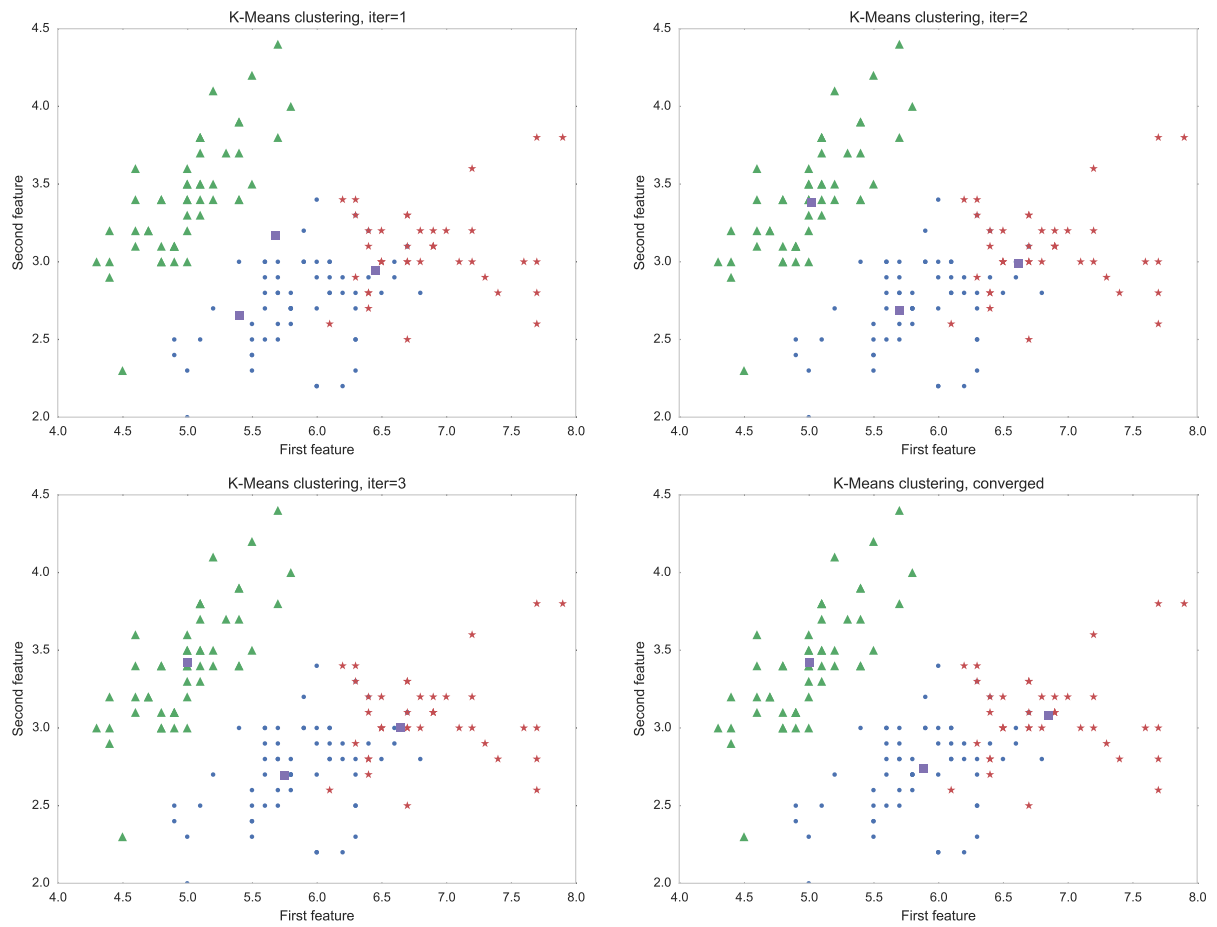 K-Means clustering, iter=1
4.5
4.0
3.5
3.0
2.5
2.0
Second feature
4.0 4.5 5.0 5.5 6.0 6.5 7.0 7.5 8.0
First feature
K-Means clustering, iter=2
4.5
4.0
3.5
3.0
2.5
2.0
Second feature
4.0 4.5 5.0 5.5 6.0 6.5 7.0 7.5 8.0
First feature
K-Means clustering, iter=3
4.5
4.0
3.5
3.0
2.5
2.0
Second feature
4.0 4.5 5.0 5.5 6.0 6.5 7.0 7.5 8.0
First feature
K-Means clustering, converged
4.5
4.0
3.5
3.0
2.5
2.0
Second feature
4.0 4.5 5.0 5.5 6.0 6.5 7.0 7.5 8.0
First feature